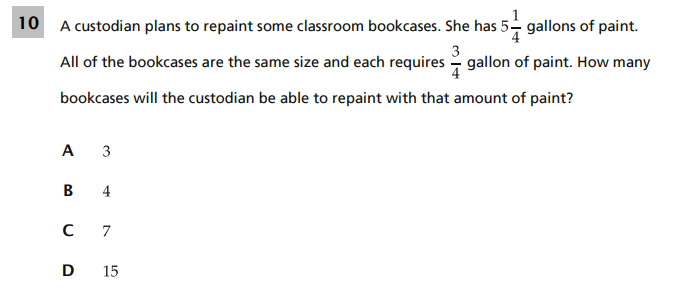 10 A custodian plans to repaint some classroom bookcases. She has 5 1/4 gallons of paint.
All of the bookcases are the same size and each requires 3/4 gallon of paint. How many
bookcases will the custodian be able to repaint with that amount of paint?
A 3
B 4
C 7
D 15